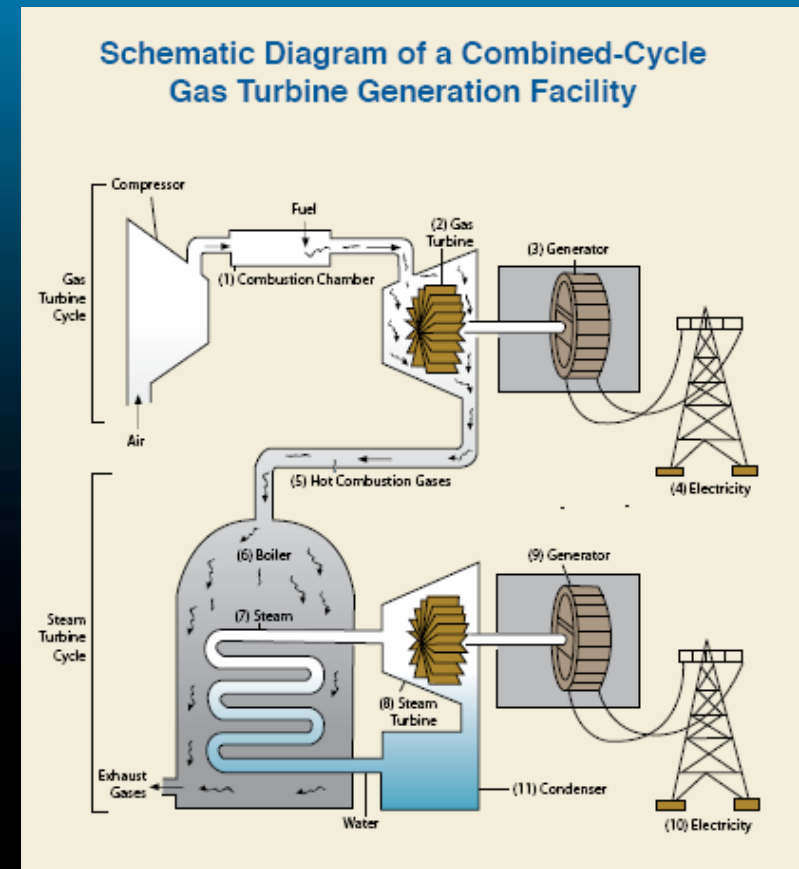 Schematic Diagram of a Combined-Cycle
Gas Turbine Generation Facility
Compressor
Fuel
(2) Gas
Turbine
(3) Generator
Gas
Turbine
Cycle
(1) Combustion Chamber
Air
(5) Hot Combustion Gases
(4) Electricity
(6) Boiler
(9) Generator
Steam
Turbine
Cycle
(7) Steam
(8) Steam
Turbine
Exhaust
Gases
(11) Condenser
Water
(10) Electricity